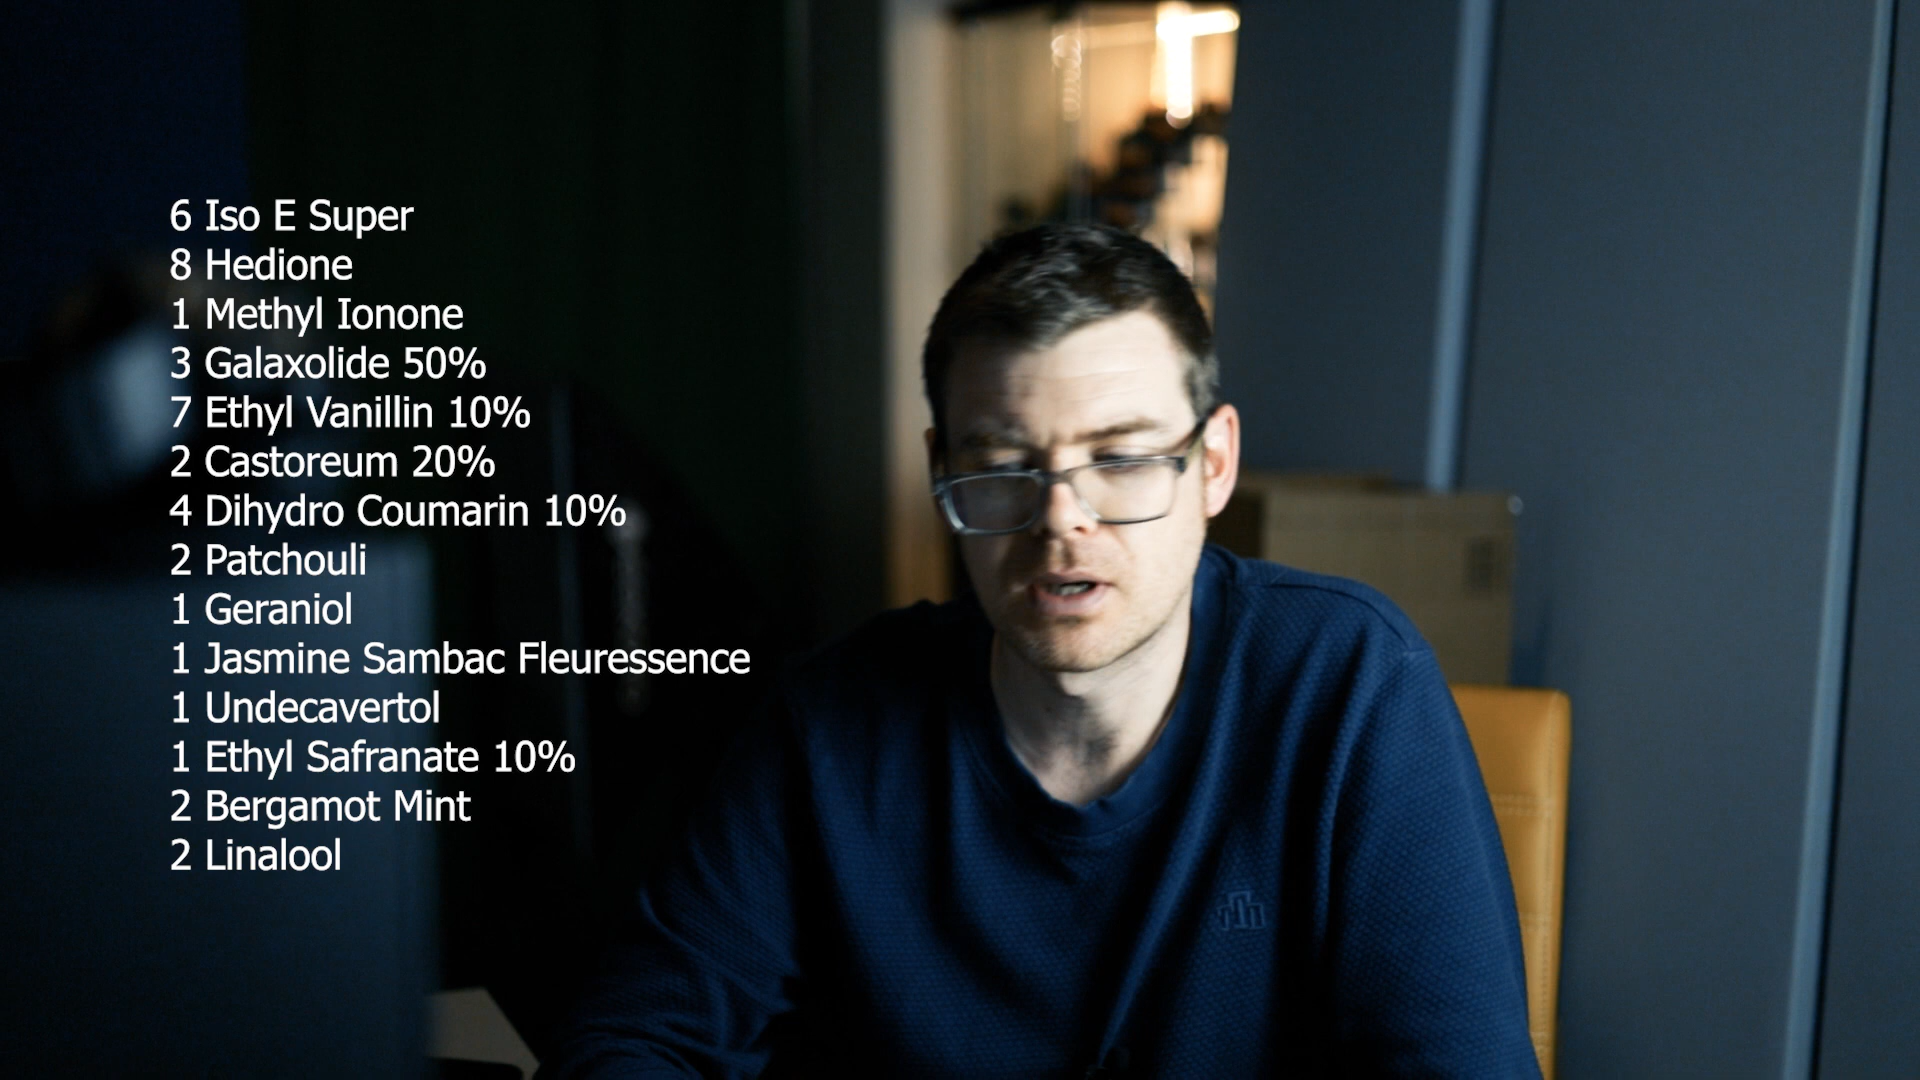 6 Iso E Super
8 Hedione
1 Methyl Ionone
3 Galaxolide 50%
7 Ethyl Vanillin 10%
2 Castoreum 20%
4 Dihydro Coumarin 10%
2 Patchouli
1 Geraniol
1 Jasmine Sambac Fleuressence
1 Undecavertol
1 Ethyl Safranate 10%
2 Bergamot Mint
2 Linalool